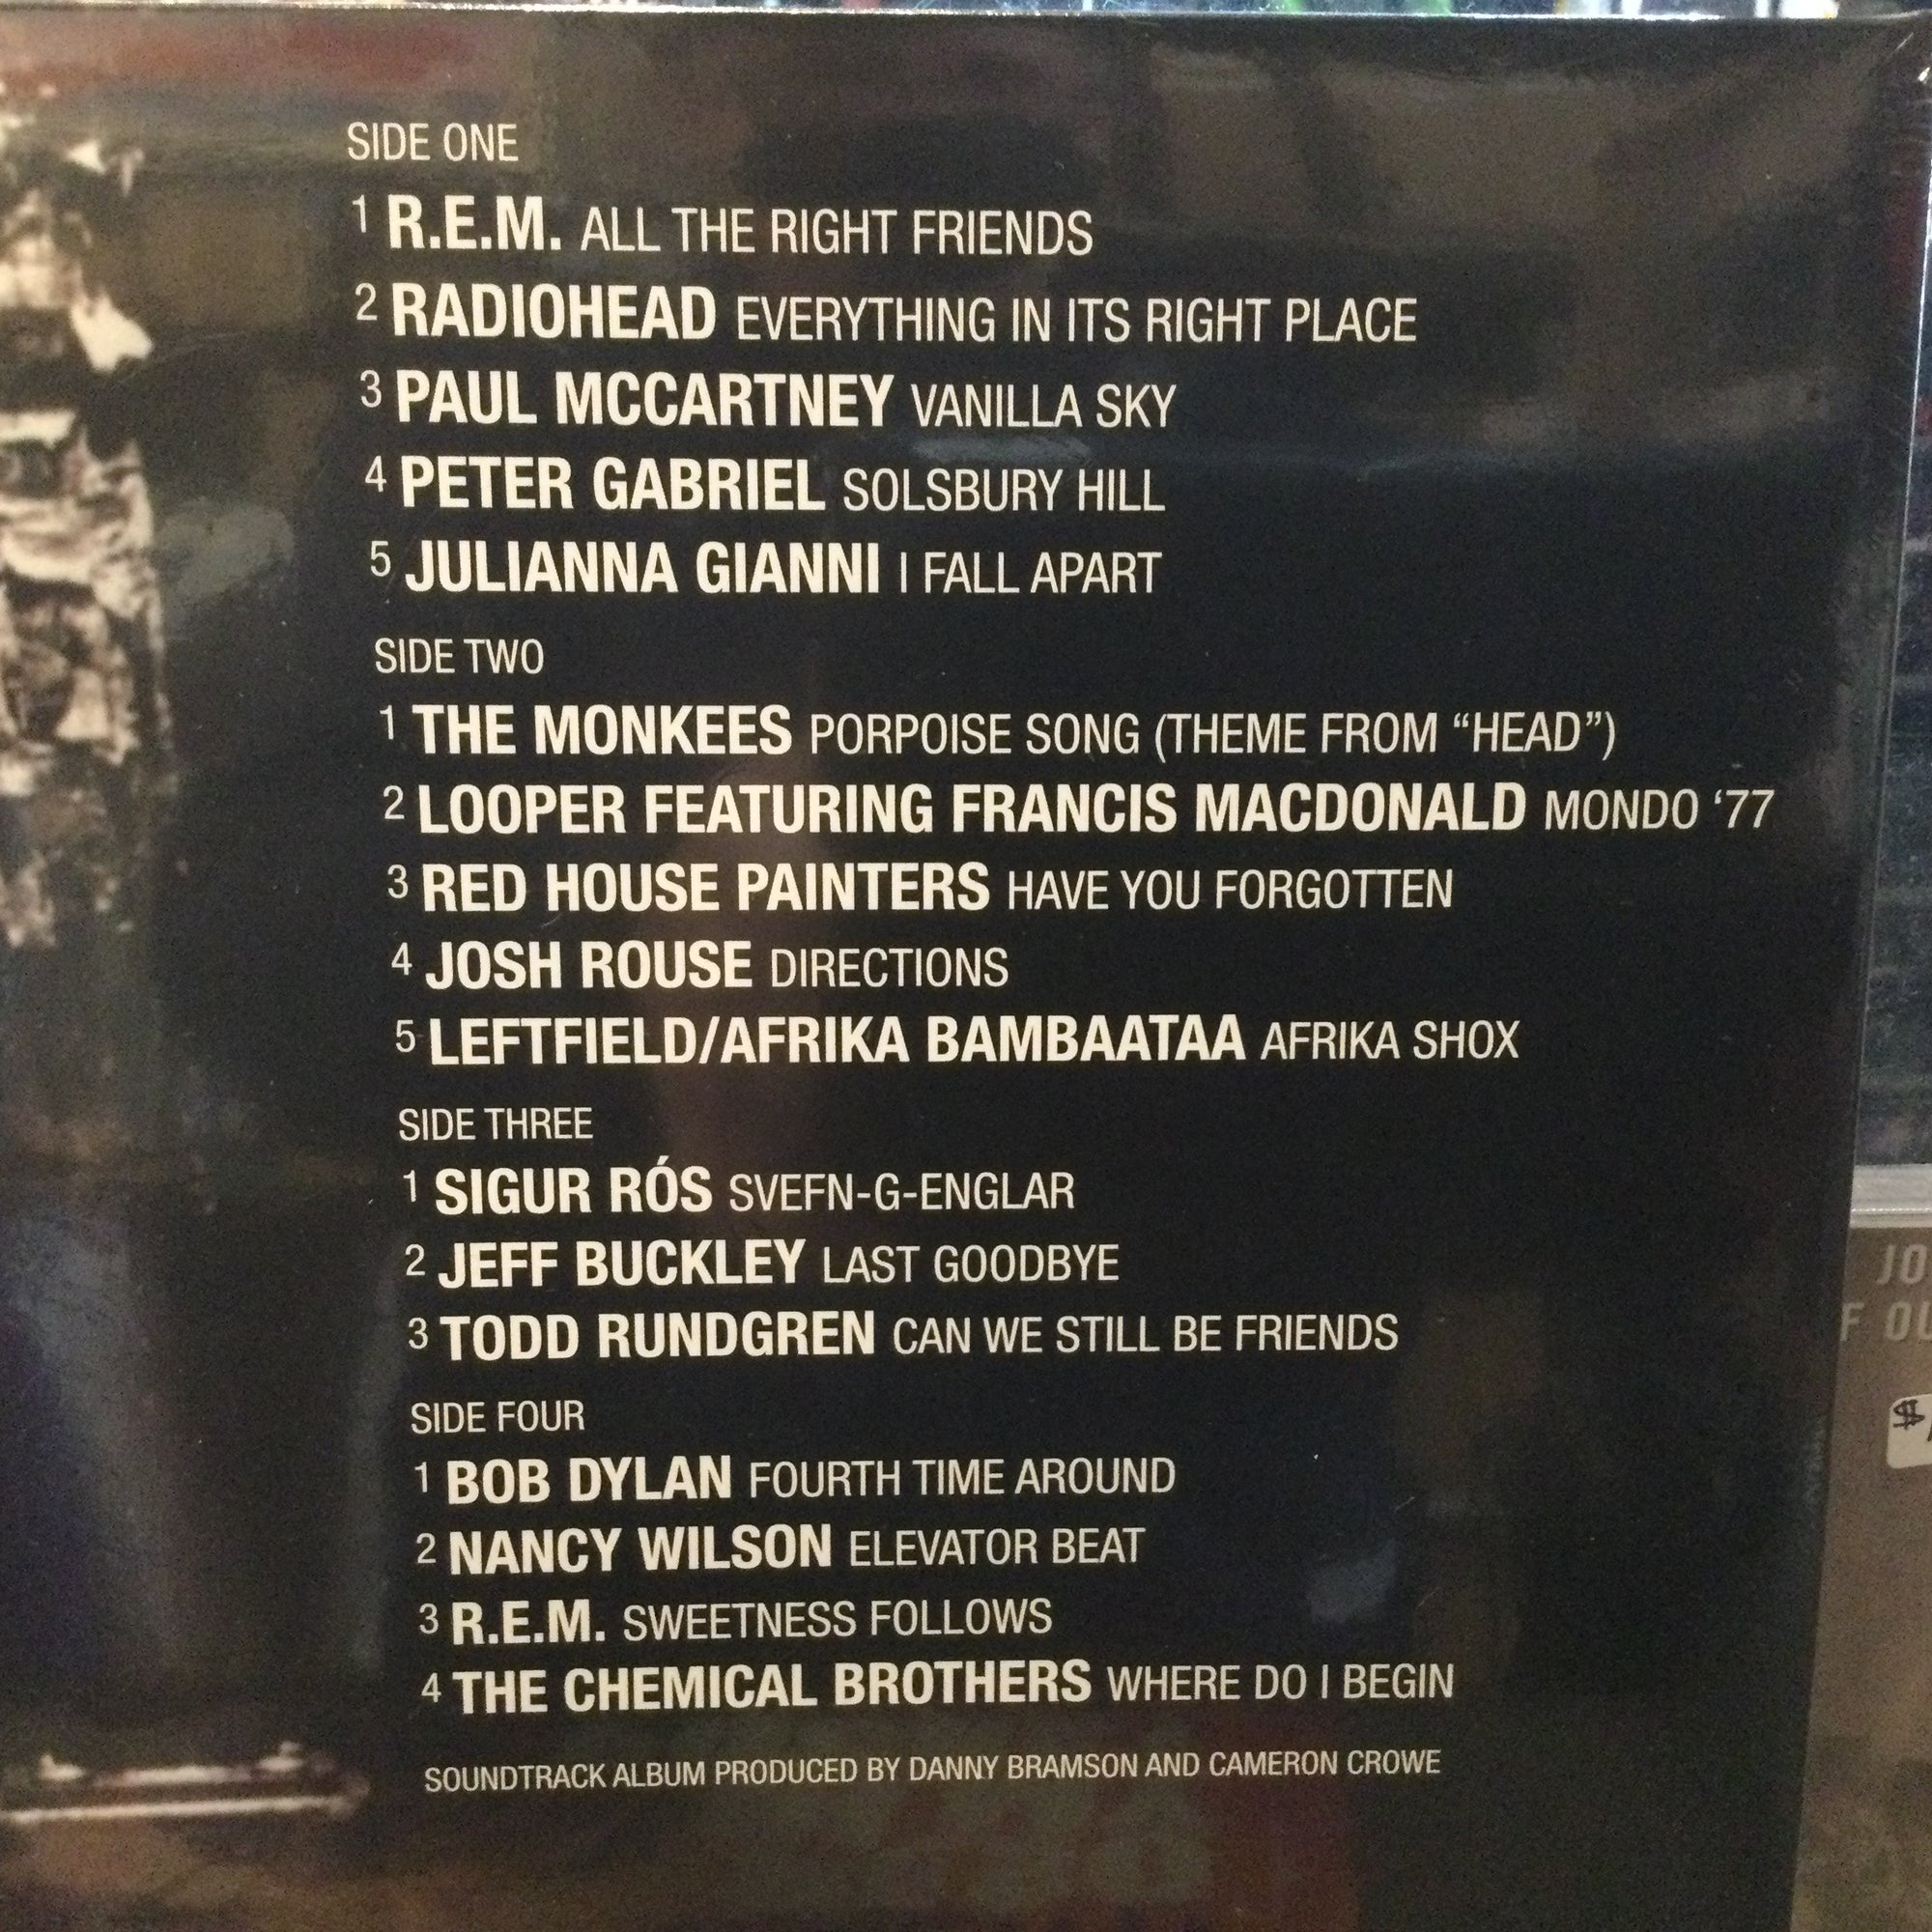 SIDE ONE
1 R.E.M. ALL THE RIGHT FRIENDS
2 RADIOHEAD EVERYTHING IN ITS RIGHT PLACE
3 PAUL MCCARTNEY VANILLA SKY
4 PETER GABRIEL SOLSBURY HILL
5 JULIANNA GIANNI I FALL APART
SIDE TWO
1 THE MONKEES PORPOISE SONG (THEME FROM “HEAD”)
2 LOOPER FEATURING FRANCIS MACDONALD MONDO ‘77
3 RED HOUSE PAINTERS HAVE YOU FORGOTTEN
4 JOSH ROUSE DIRECTIONS
5 LEFTFIELD/AFRIKA BAMBAATAA AFRIKA SHOX
SIDE THREE
1 SIGUR RÓS SVEFN-G-ENGLAR
2 JEFF BUCKLEY LAST GOODBYE
3 TODD RUNDGREN CAN WE STILL BE FRIENDS
SIDE FOUR
1 BOB DYLAN FOURTH TIME AROUND
2 NANCY WILSON ELEVATOR BEAT
3 R.E.M. SWEETNESS FOLLOWS
4 THE CHEMICAL BROTHERS WHERE DO I BEGIN
SOUNDTRACK ALBUM PRODUCED BY DANNY BRAMSON AND CAMERON CROWE
JO
$